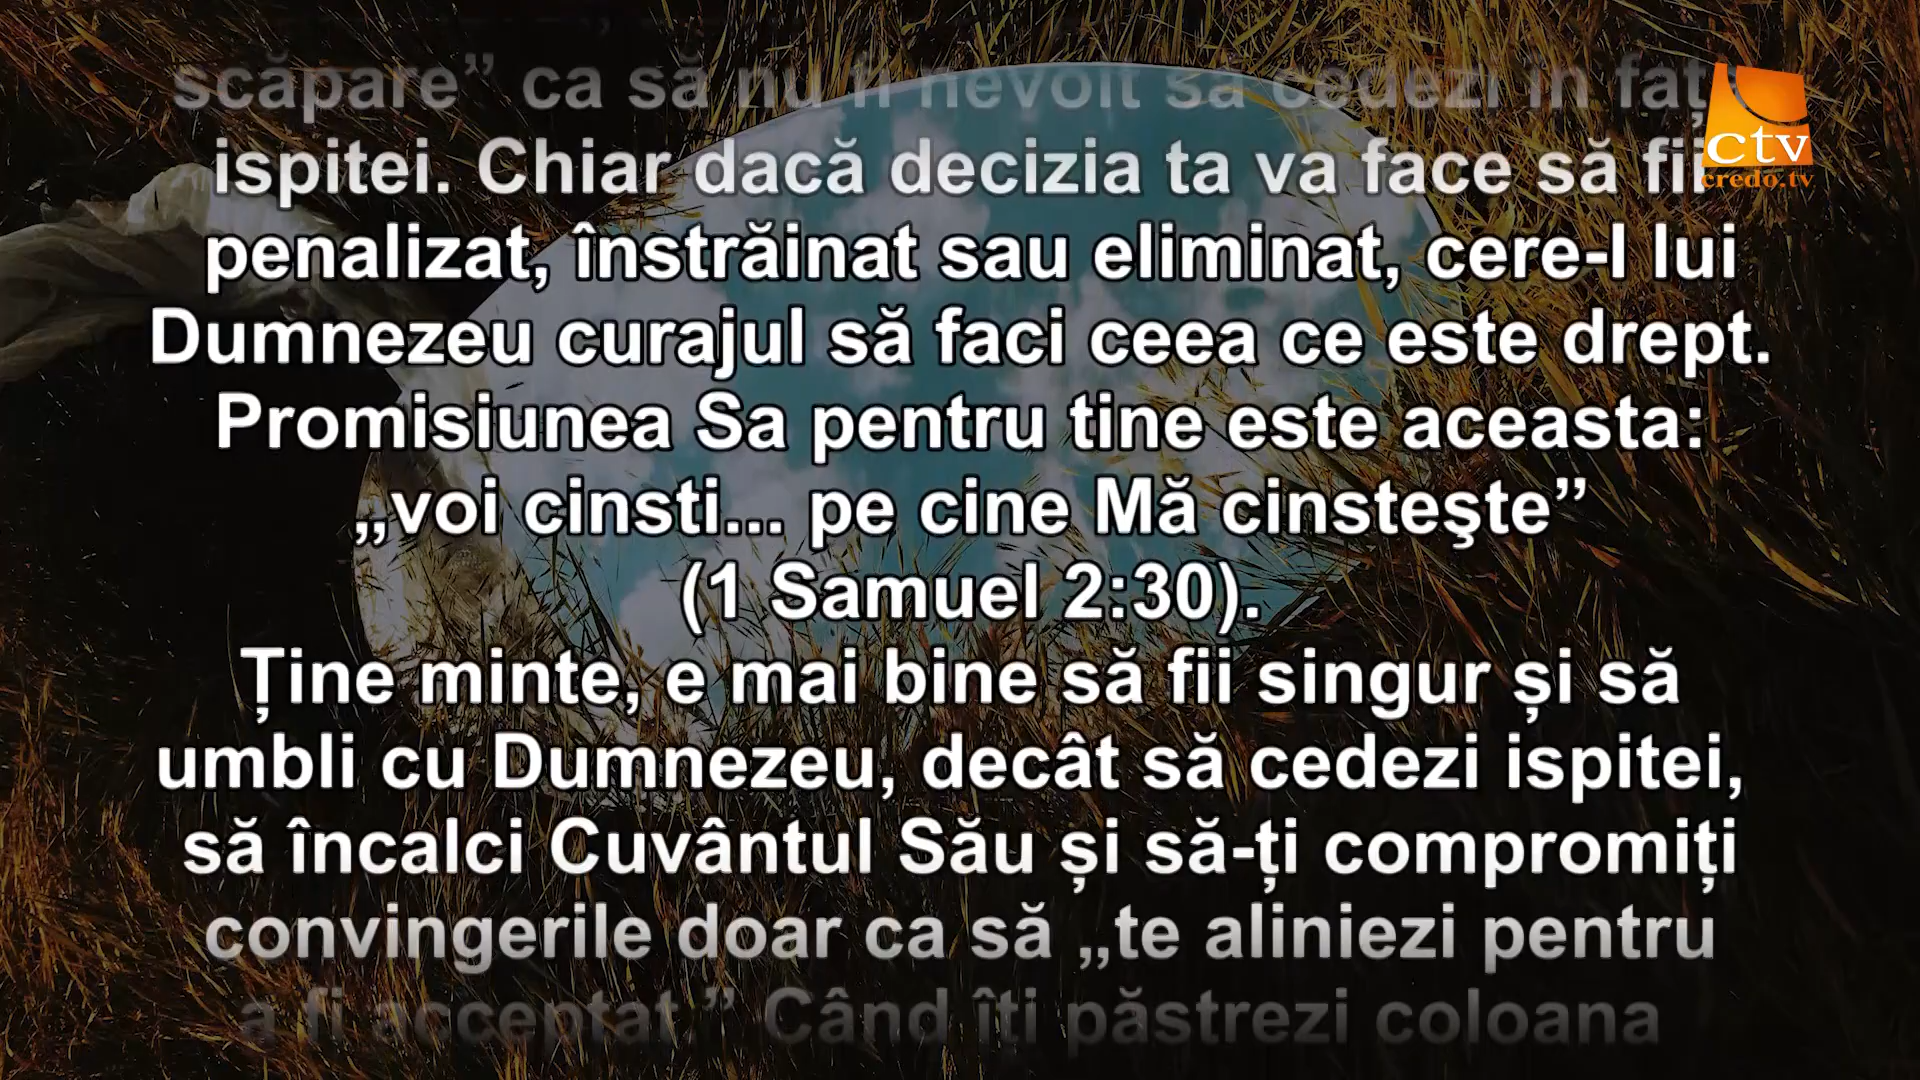 scăpare” ca să nu fi nevoit să cedezi în faț
ispitei. Chiar dacă decizia ta va face să fii
penalizat, înstrăinat sau eliminat, cere-I lui
Dumnezeu curajul să faci ceea ce este drept.
Promisiunea Sa pentru tine este aceasta:
„voi cinsti... pe cine Mă cinsteşte”
(1 Samuel 2:30).
Ține minte, e mai bine să fii singur și să
umbli cu Dumnezeu, decât să cedezi ispitei,
să încalci Cuvântul Său și să-ți compromiți
convingerile doar ca să „te aliniezi pentru
a fi acceptat.” Când îți păstrezi coloana
ctv
credo.tv